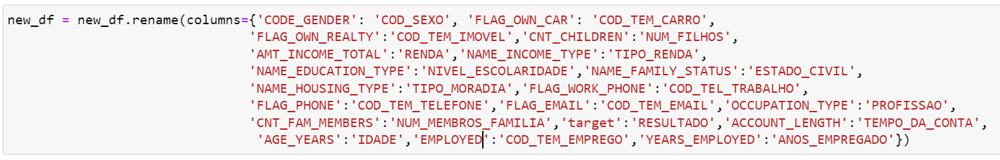 new_df = new_df.rename(columns={'CODE_GENDER': 'COD_SEXO', 'FLAG_OWN_CAR': 'COD_TEM_CARRO',
'FLAG_OWN_REALTY':'COD_TEM_IMOVEL','CNT_CHILDREN':'NUM_FILHOS',
'AMT_INCOME_TOTAL':'RENDA','NAME_INCOME_TYPE':'TIPO_RENDA',
'NAME_EDUCATION_TYPE':'NIVEL_ESCOLARIDADE','NAME_FAMILY_STATUS':'ESTADO_CIVIL',
'NAME_HOUSING_TYPE':'TIPO_MORADIA','FLAG_WORK_PHONE':'COD_TEL_TRABALHO',
'FLAG_PHONE':'COD_TEM_TELEFONE','FLAG_EMAIL':'COD_TEM_EMAIL','OCCUPATION_TYPE':'PROFISSAO',
'CNT_FAM_MEMBERS':'NUM_MEMBROS_FAMILIA','target':'RESULTADO','ACCOUNT_LENGTH':'TEMPO_DA_CONTA',
'AGE_YEARS':'IDADE','EMPLOYED':'COD_TEM_EMPREGO','YEARS_EMPLOYED':'ANOS_EMPREGADO'})